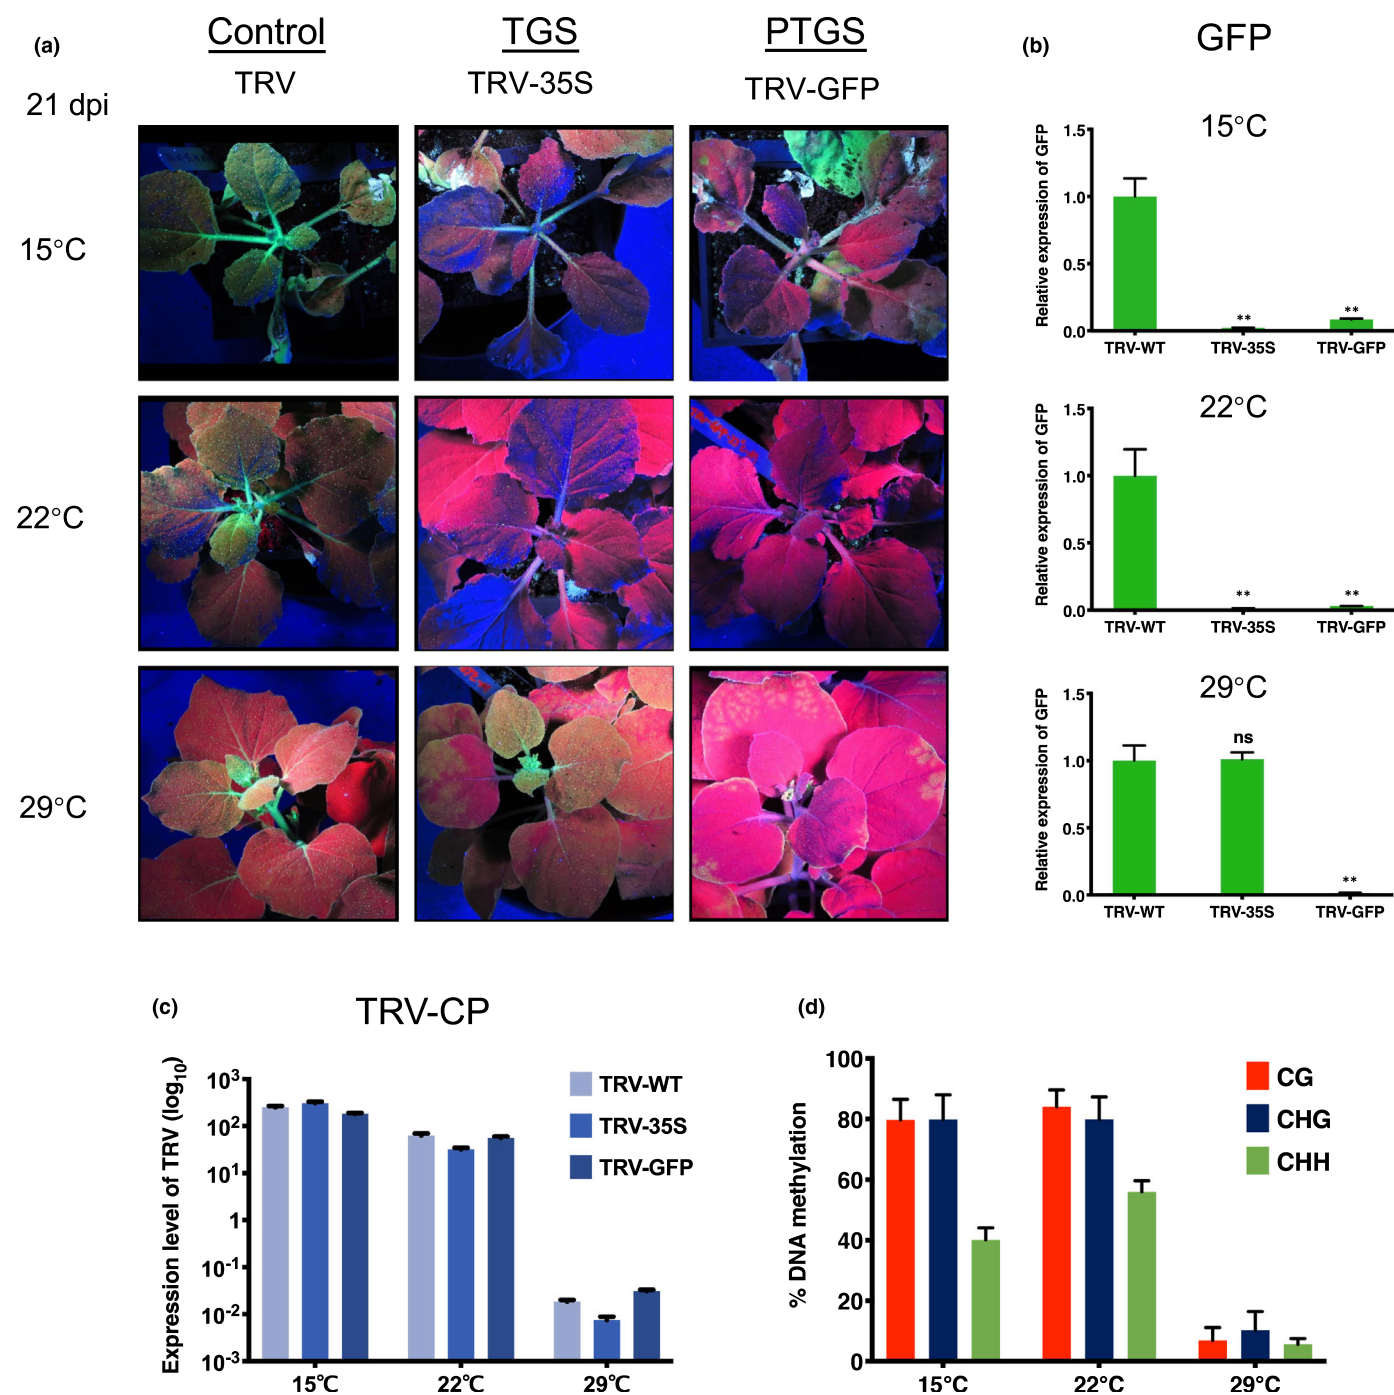 (a)
Control
TGS
PTGS
TRV
TRV-35S
TRV-GFP
21 dpi
15°C
22°C
29°C
(b)
GFP
15°C
Relative expression of GFP
1.5
1.0
0.5
0.0
**
**
TRV-WT
TRV-35S
TRV-GFP
22°C
Relative expression of GFP
1.5
1.0
0.5
0.0
**
**
TRV-WT
TRV-35S
TRV-GFP
29°C
Relative expression of GFP
1.5
1.0
0.5
0.0
ns
**
TRV-WT
TRV-35S
TRV-GFP
(c)
TRV-CP
Expression level of TRV (log10)
10³
10²
10¹
1
10⁻¹
10⁻²
10⁻³
TRV-WT
TRV-35S
TRV-GFP
15℃
22℃
29℃
(d)
% DNA methylation
100
80
60
40
20
0
CG
CHG
CHH
15°C
22°C
29°C